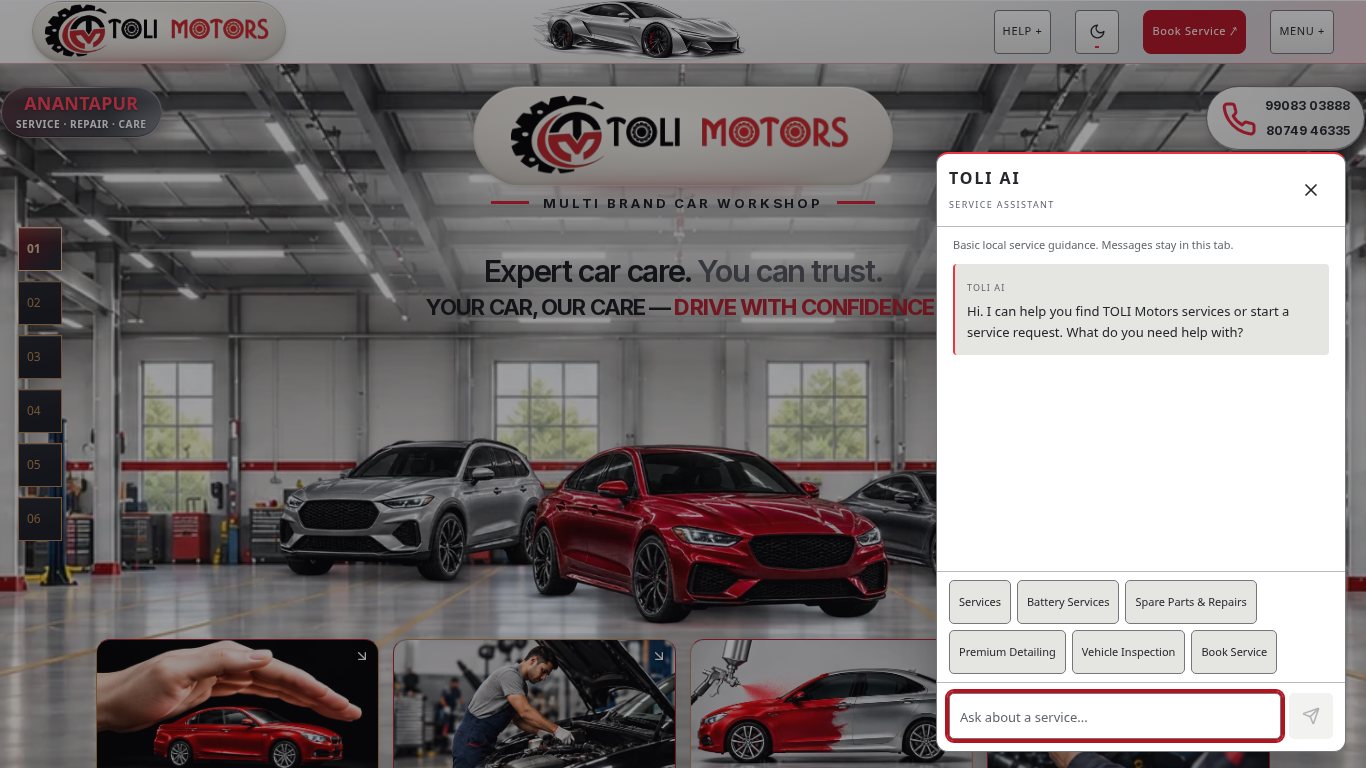 TOLI MOTORS
HELP +
Book Service ↗
MENU +
ANANTAPUR
SERVICE · REPAIR · CARE
TOLI MOTORS
99083 03888
80749 46335
MULTI BRAND CAR WORKSHOP
Expert car care. You can trust.
YOUR CAR, OUR CARE — DRIVE WITH CONFIDENCE
01
02
03
04
05
06
TOLI AI
SERVICE ASSISTANT
Basic local service guidance. Messages stay in this tab.
TOLI AI
Hi. I can help you find TOLI Motors services or start a
service request. What do you need help with?
Services
Battery Services
Spare Parts & Repairs
Premium Detailing
Vehicle Inspection
Book Service
Ask about a service...